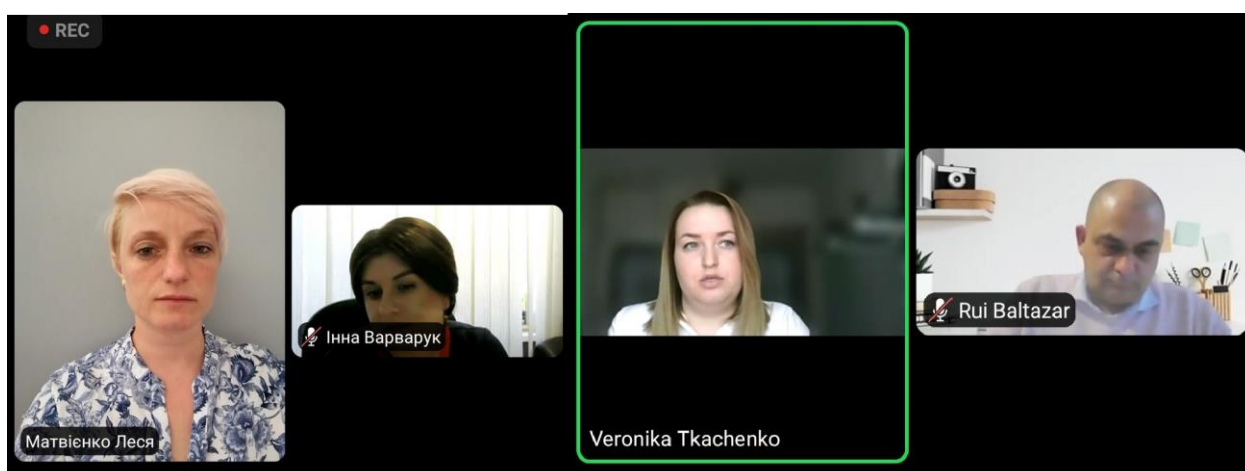 REC
Матвієнко Леся
Інна Варварук
Veronika Tkachenko
Rui Baltazar